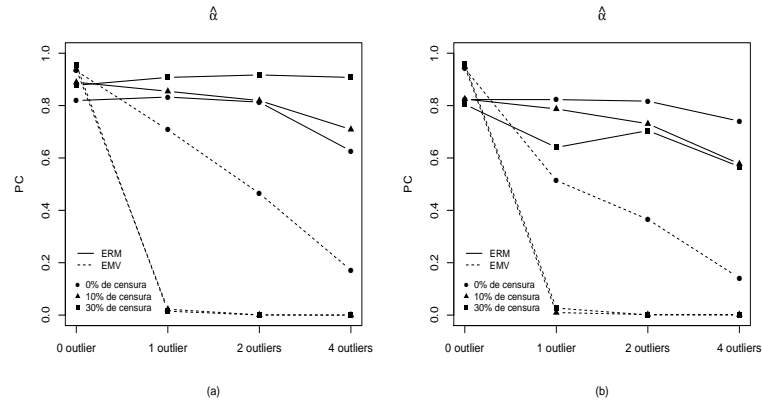 α̂
PC
1.0
0.8
0.6
0.4
0.2
0.0
ERM
EMV
0% de censura
10% de censura
30% de censura
0 outlier
1 outlier
2 outliers
4 outliers
(a)
α̂
PC
1.0
0.8
0.6
0.4
0.2
0.0
ERM
EMV
0% de censura
10% de censura
30% de censura
0 outlier
1 outlier
2 outliers
4 outliers
(b)